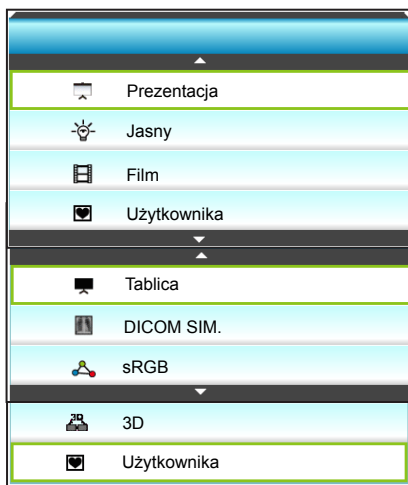 Prezentacja
Jasny
Film
Użytkownika
Tablica
DICOM SIM.
sRGB
3D
Użytkownika